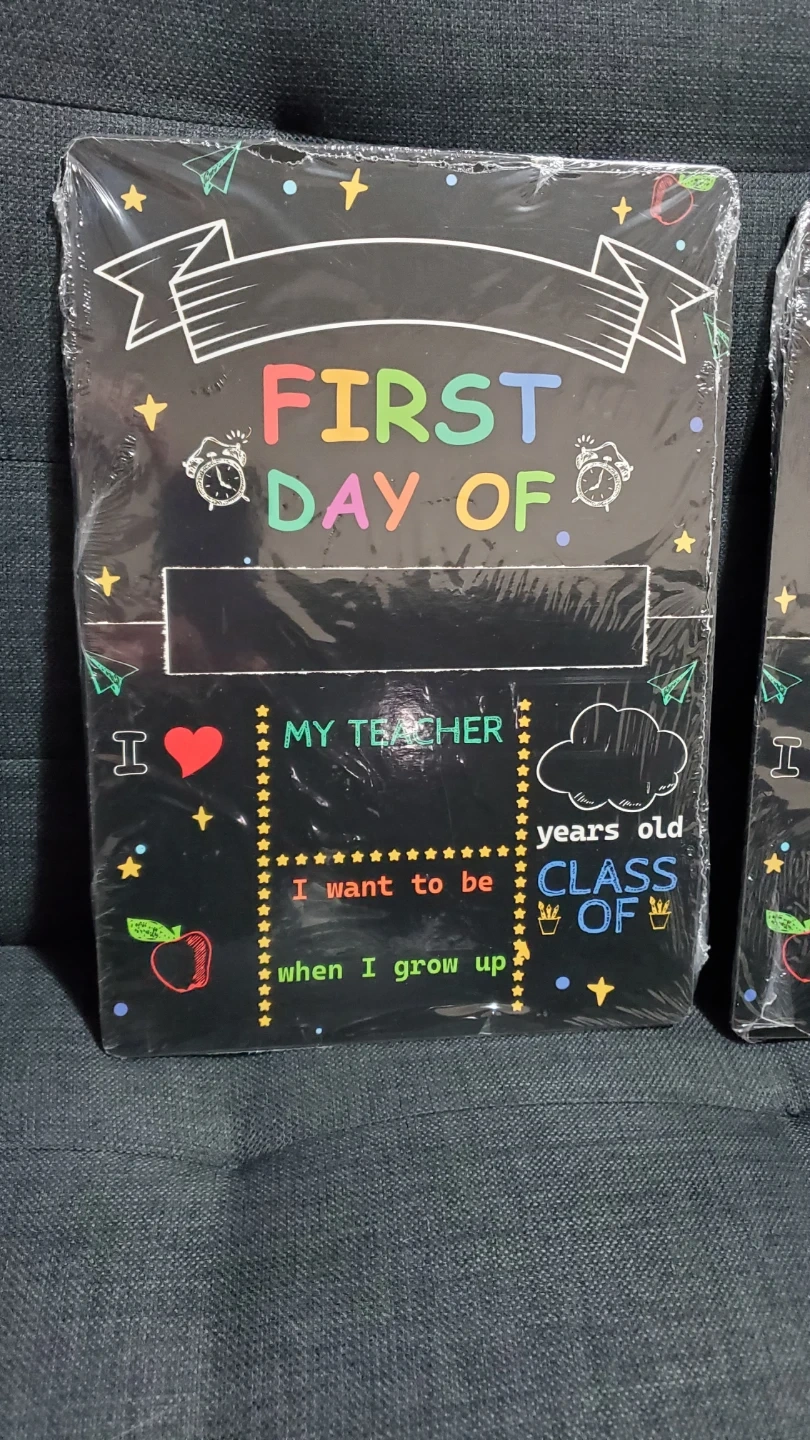 FIRST
DAY OF
I
MY TEACHER
years old
I want to be
CLASS
OF
when I grow up
I